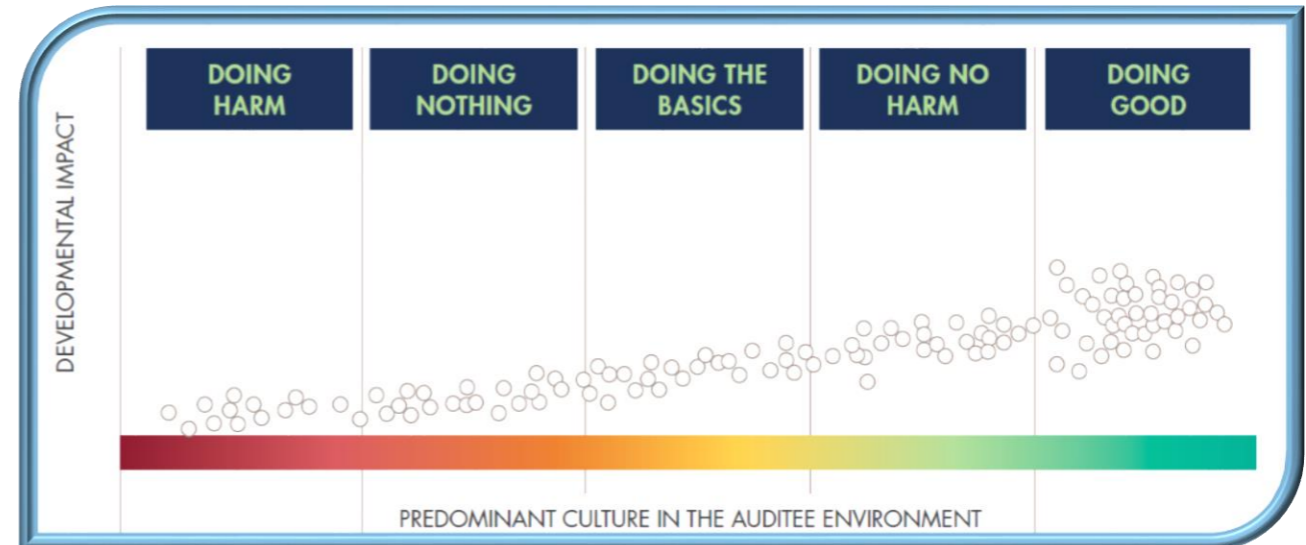 DOING
HARM
DOING
NOTHING
DOING THE
BASICS
DOING NO
HARM
DOING
GOOD
DEVELOPMENTAL IMPACT
PREDOMINANT CULTURE IN THE AUDITEE ENVIRONMENT